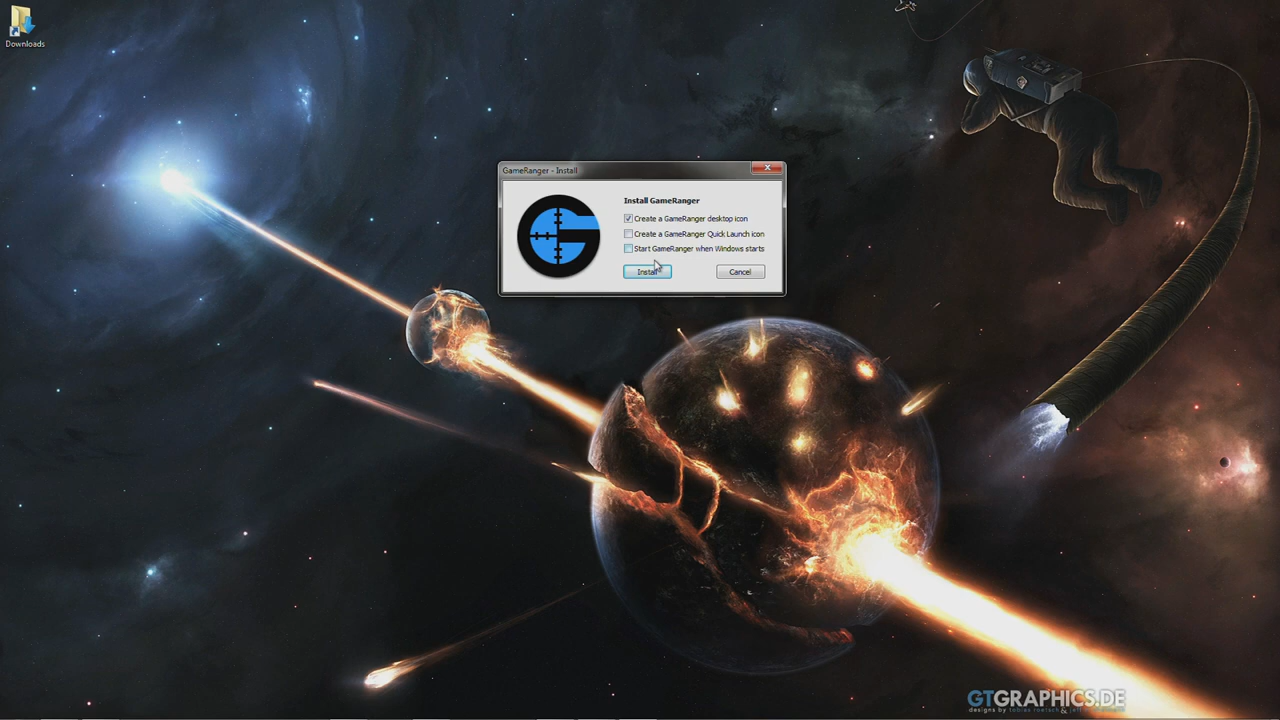 Downloads
GameRanger - Install
Install GameRanger
Create a GameRanger desktop icon
Create a GameRanger Quick Launch icon
Start GameRanger when Windows starts
Install
Cancel
GTGRAPHICS.DE
designs by tobias roetsch &